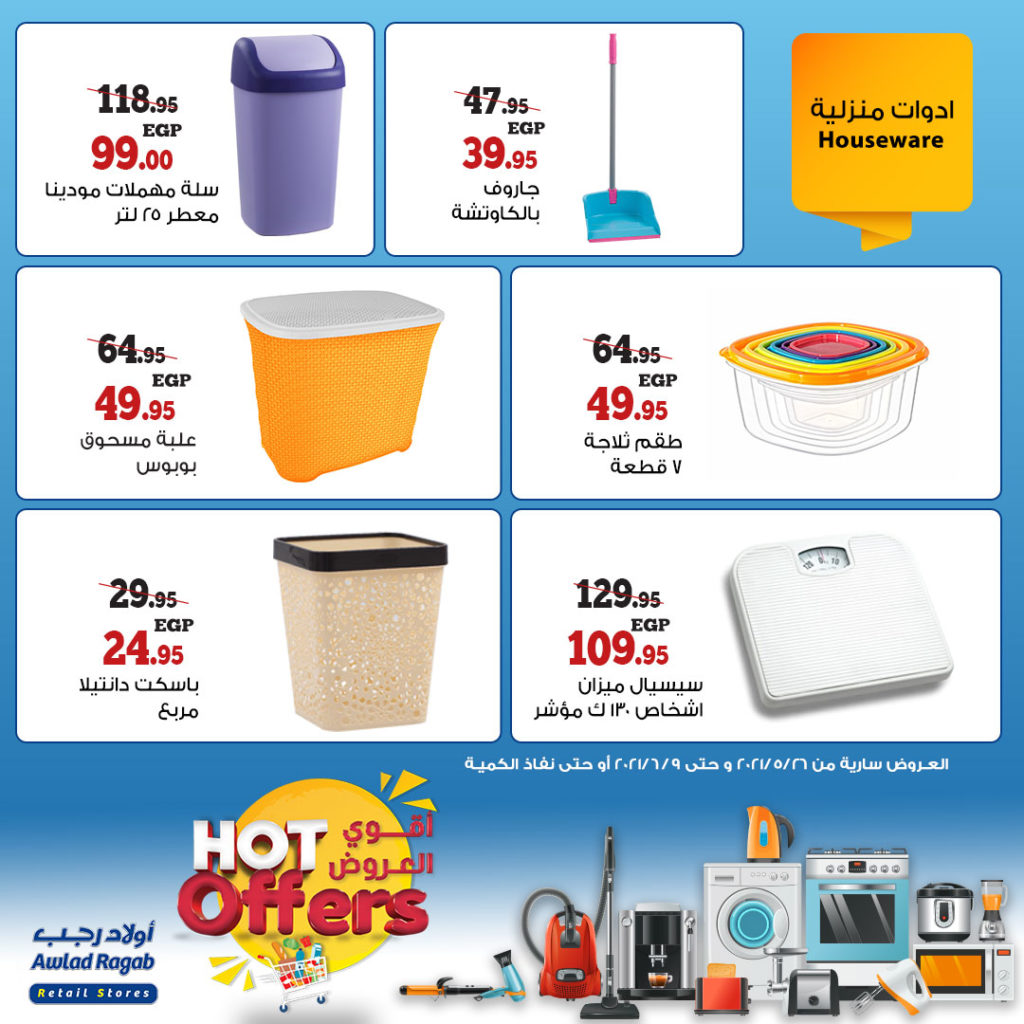 ادوات منزلية
Houseware
47.95
EGP
39.95
جاروف
بالكاوتشة
118.95
EGP
99.00
سلة مهملات مودينا
معطر ٢٥ لتر
64.95
EGP
49.95
طقم ثلاجة
٧ قطعة
64.95
EGP
49.95
علبة مسحوق
بوبوس
129.95
EGP
109.95
سيسيال ميزان
اشخاص ١٣٠ ك مؤشر
29.95
EGP
24.95
باسكت دانتيلا
مربع
العروض سارية من ٢٠٢١/٥/٢٦ و حتى ٢٠٢١/٦/٩ أو حتى نفاذ الكمية
أقـــوي
العروض
HOT
Offers
أولاد رجب
Awlad Ragab
Retail Stores